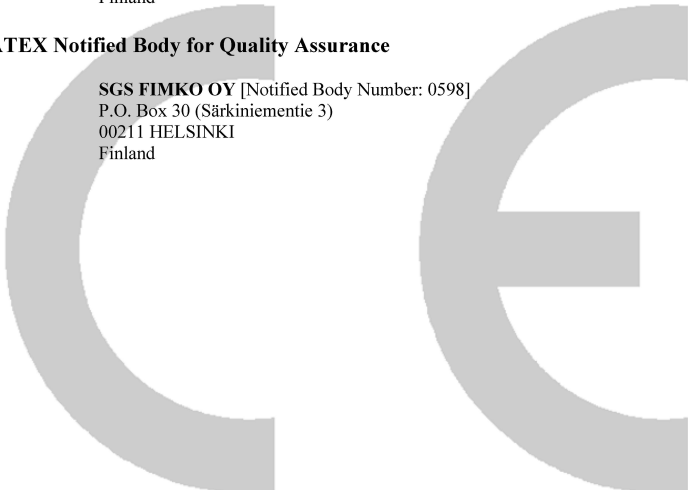 Finland
ATEX Notified Body for Quality Assurance
SGS FIMKO OY [Notified Body Number: 0598]
P.O. Box 30 (Särkiniementie 3)
00211 HELSINKI
Finland